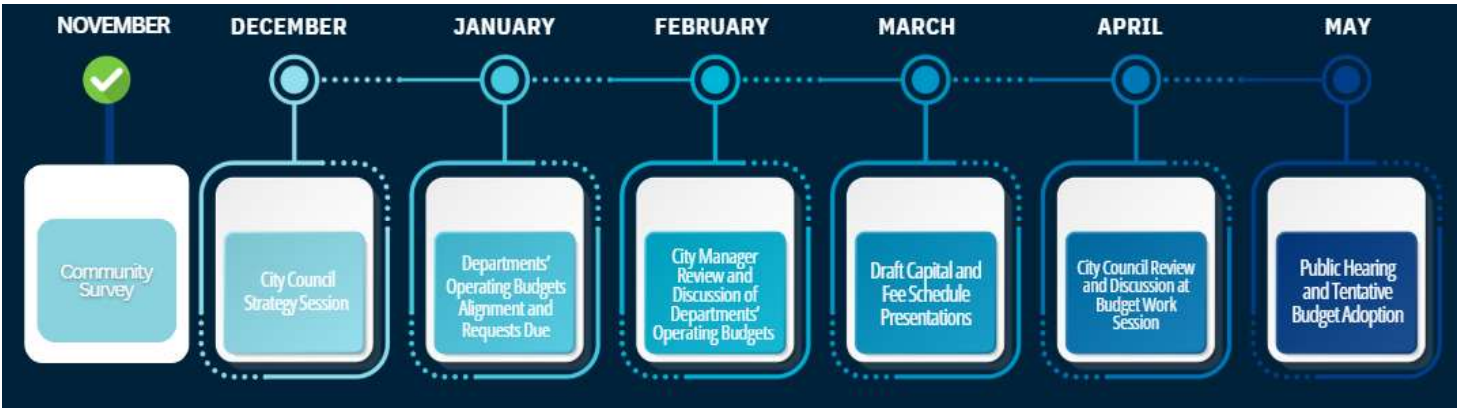 NOVEMBER
DECEMBER
JANUARY
FEBRUARY
MARCH
APRIL
MAY
Community
Survey
City Council
Strategy Session
Departments'
Operating Budgets
Alignment and
Requests Due
City Manager
Review and
Discussion of
Departments'
Operating Budgets
Draft Capital and
Fee Schedule
Presentations
City Council Review
and Discussion at
Budget Work
Session
Public Hearing
and Tentative
Budget Adoption